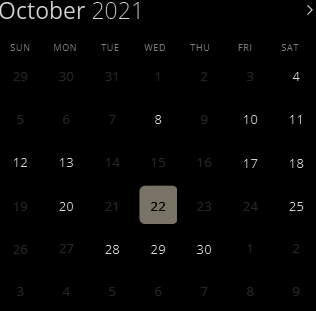 October 2021 >
SUN MON TUE WED THU FRI SAT
29 30 31 1 2 3 4
5 6 7 8 9 10 11
12 13 14 15 16 17 18
19 20 21 22 23 24 25
26 27 28 29 30 1 2
3 4 5 6 7 8 9